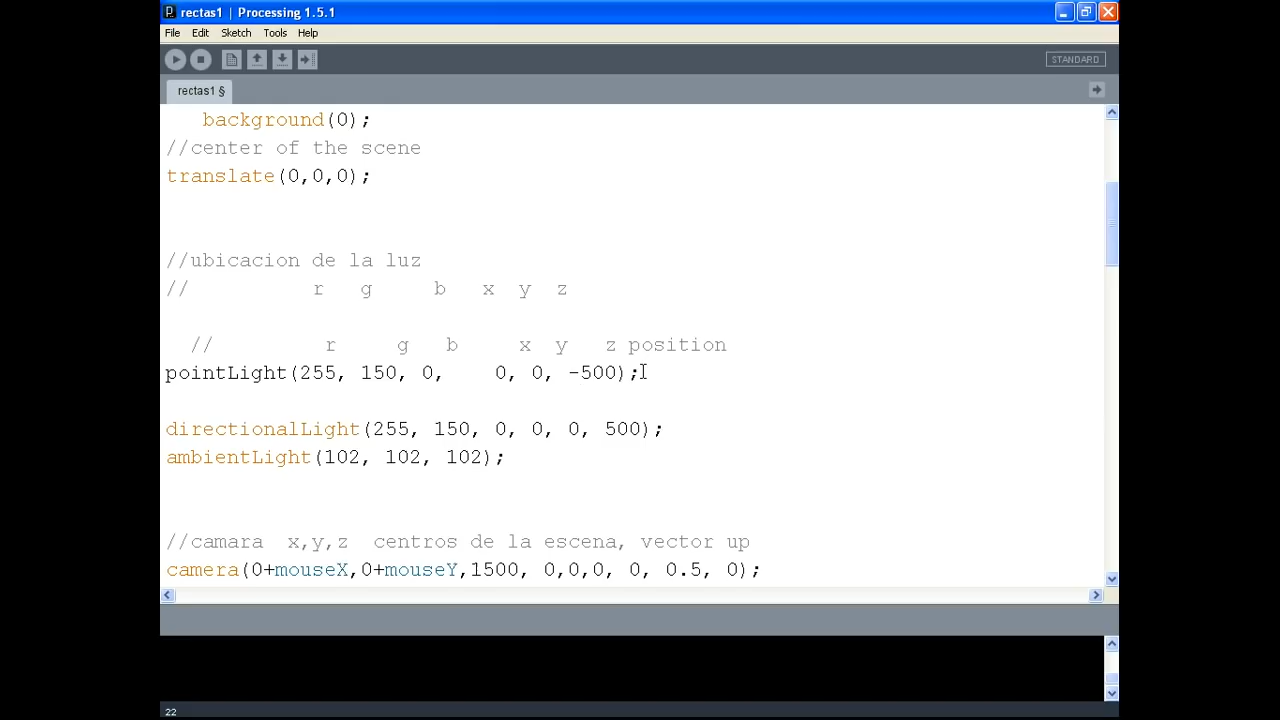 rectas1 | Processing 1.5.1
File Edit Sketch Tools Help
STANDARD
rectas1 §
background(0);
//center of the scene
translate(0,0,0);
//ubicacion de la luz
// r g b x y z
// r g b x y z position
pointLight(255, 150, 0, 0, 0, -500);
directionalLight(255, 150, 0, 0, 0, 500);
ambientLight(102, 102, 102);
//camara x,y,z centros de la escena, vector up
camera(0+mouseX,0+mouseY,1500, 0,0,0, 0, 0.5, 0);
22